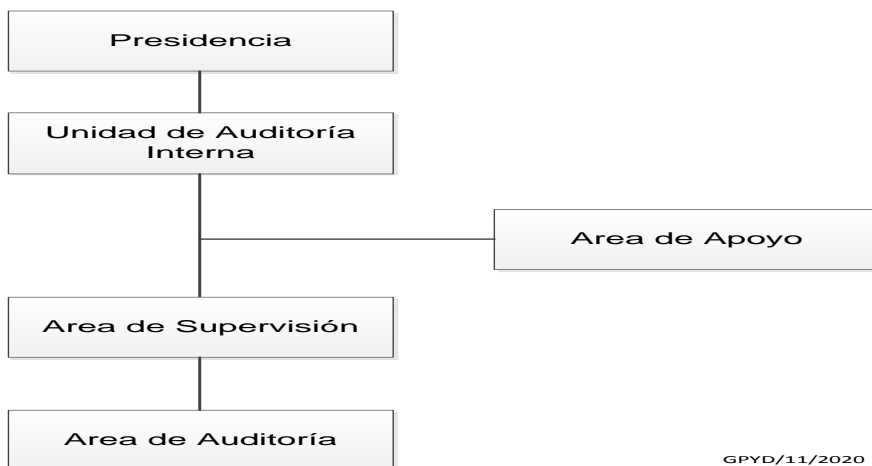 Presidencia
Unidad de Auditoría
Interna
Area de Apoyo
Area de Supervisión
Area de Auditoría
GPYD/11/2020